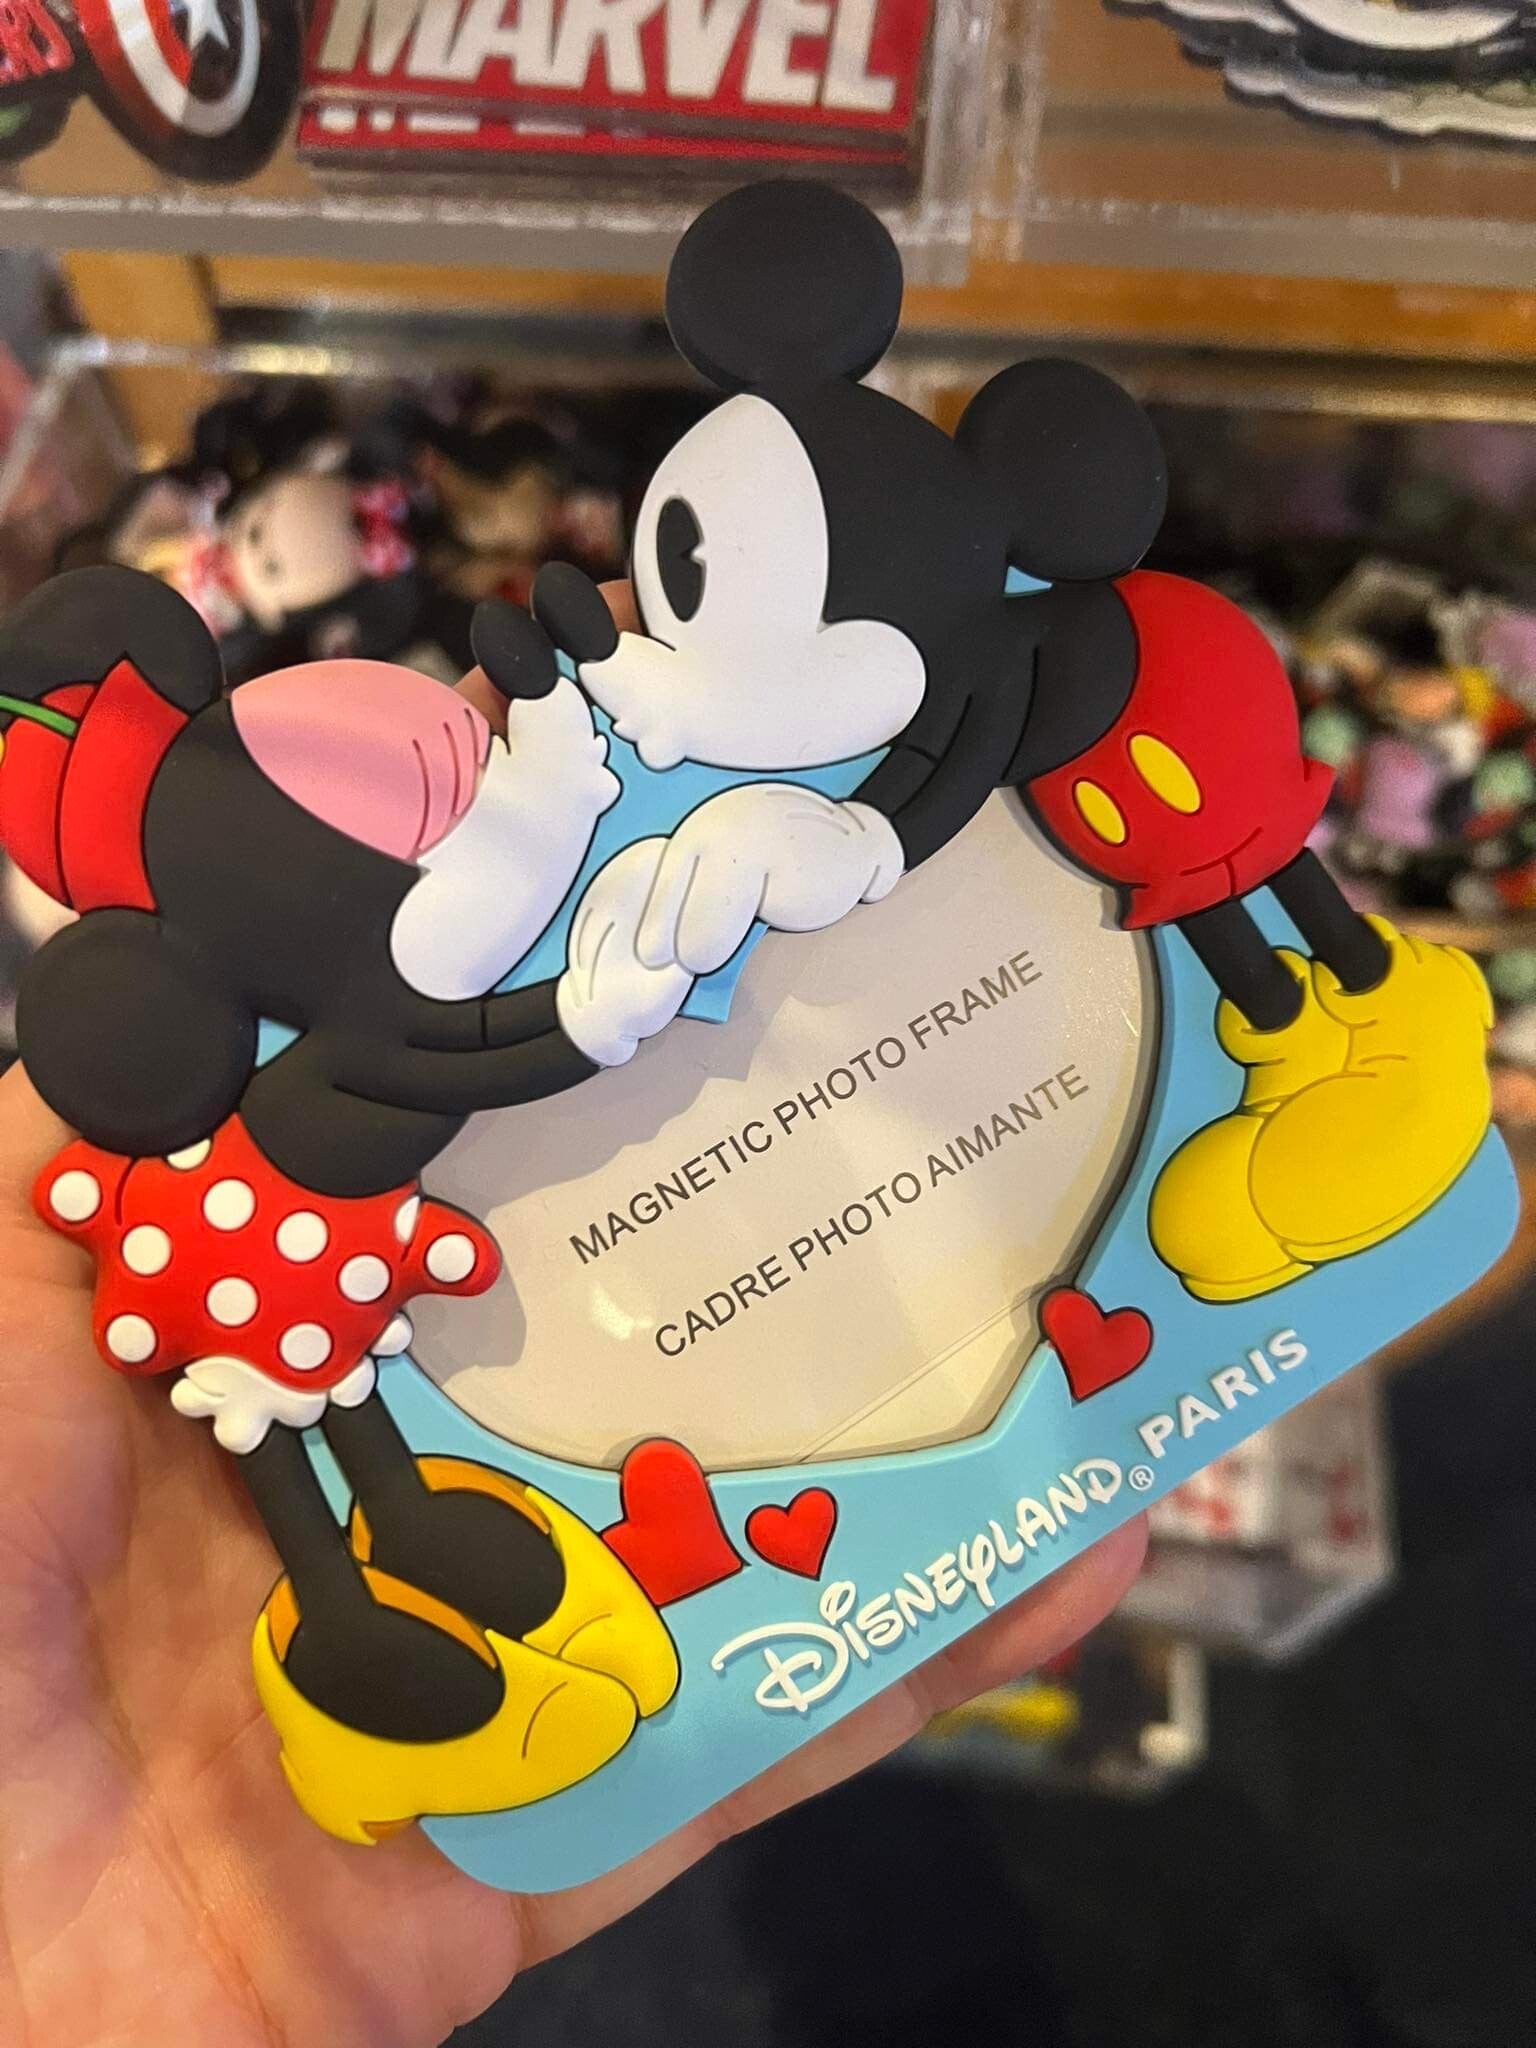 MARVEL
MAGNETIC PHOTO FRAME
CADRE PHOTO AIMANTE
DISNEYLAND® PARIS